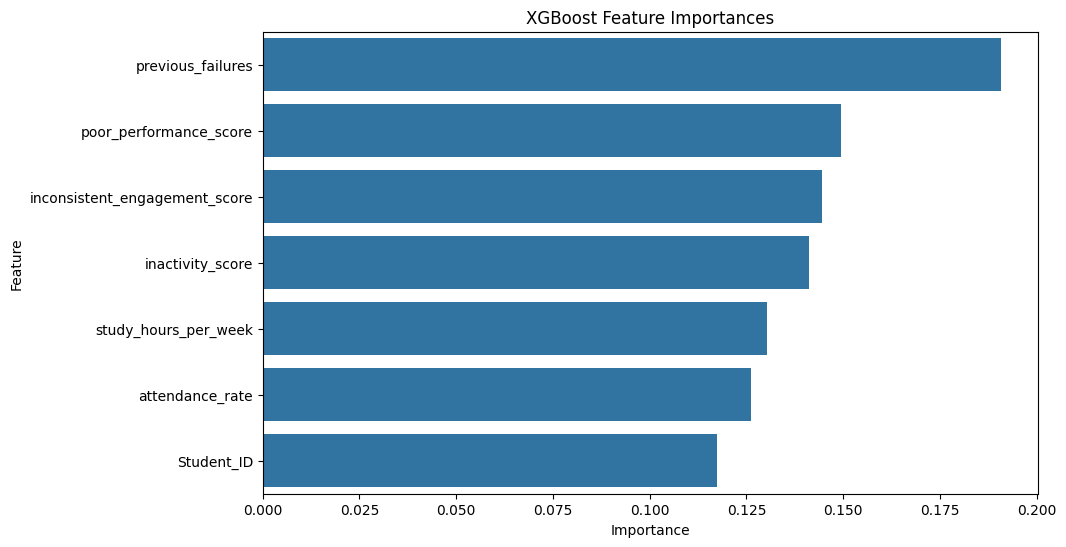 XGBoost Feature Importances
Feature
previous_failures
poor_performance_score
inconsistent_engagement_score
inactivity_score
study_hours_per_week
attendance_rate
Student_ID
0.000 0.025 0.050 0.075 0.100 0.125 0.150 0.175 0.200
Importance